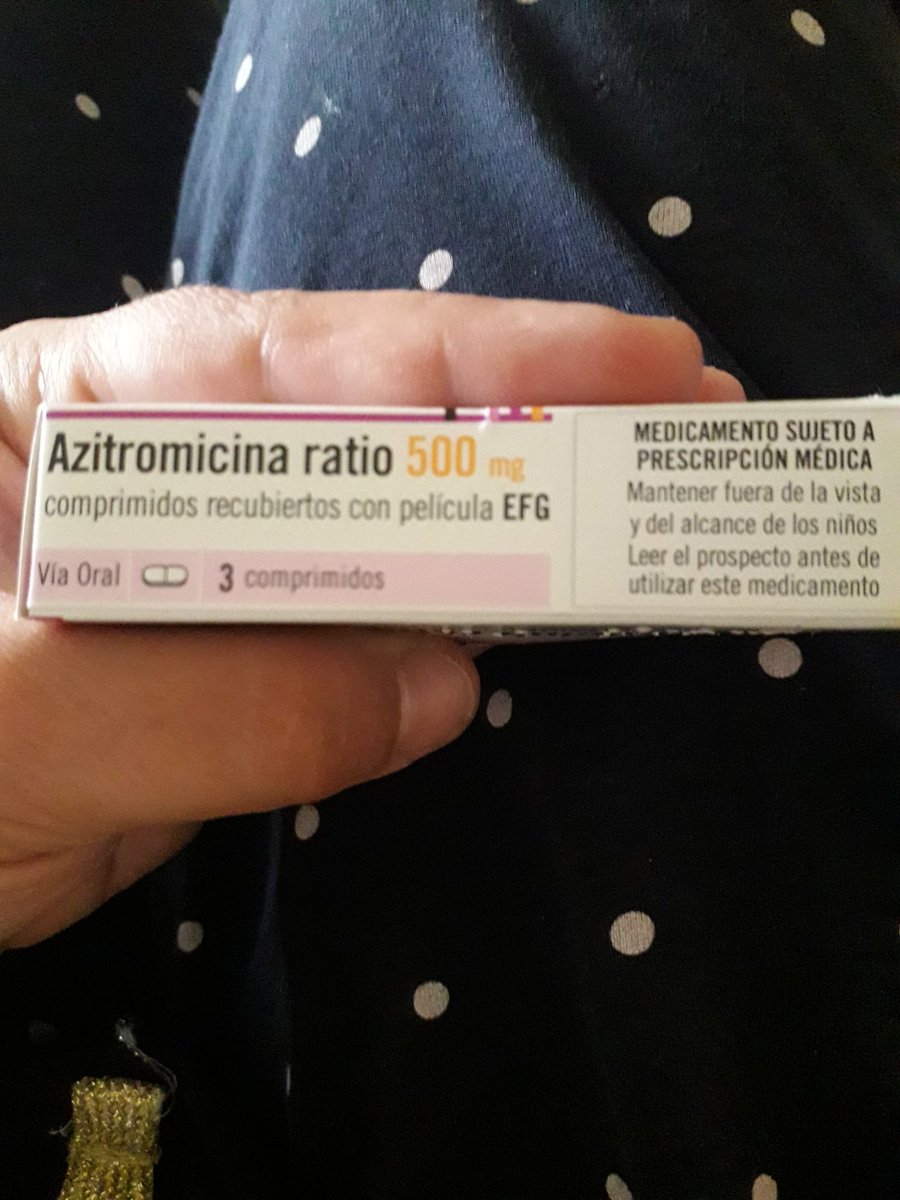 Azitromicina ratio 500 mg
comprimidos recubiertos con película EFG
Vía Oral 3 comprimidos
MEDICAMENTO SUJETO A
PRESCRIPCIÓN MÉDICA
Mantener fuera de la vista
y del alcance de los niños
Leer el prospecto antes de
utilizar este medicamento